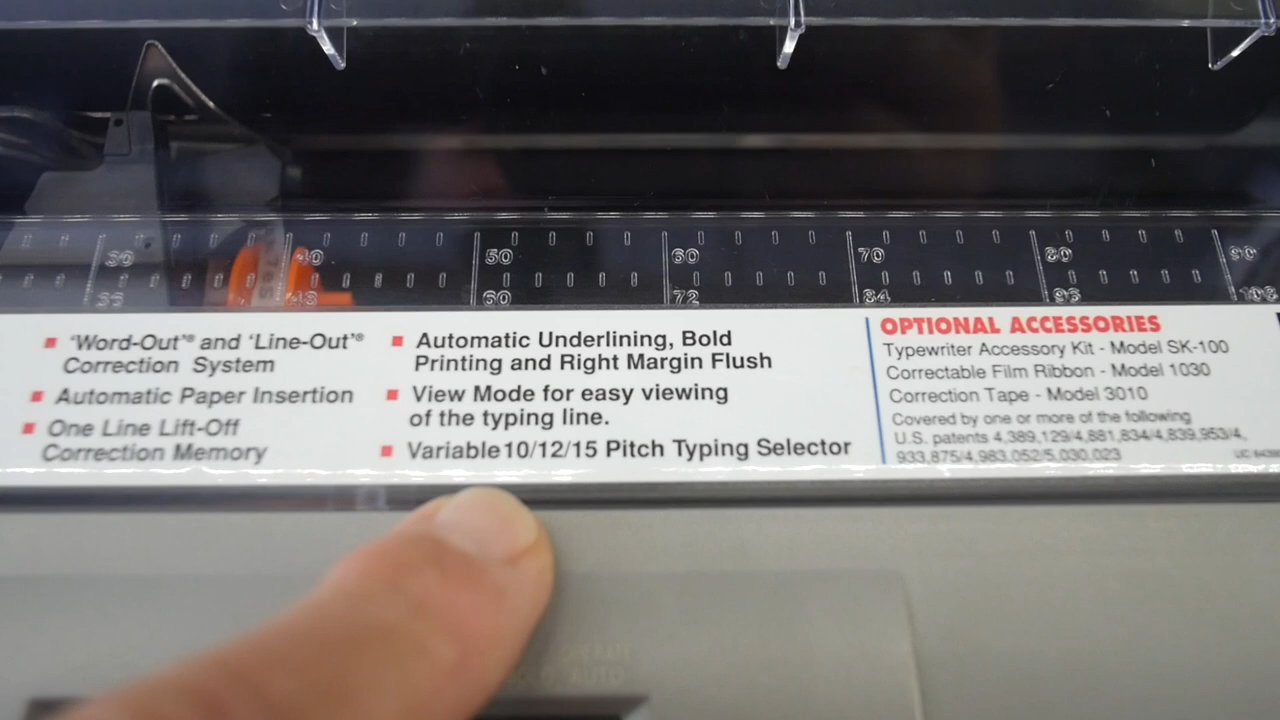 30 40 50 60 70 80 90
36 48 60 72 84 96 108
'Word-Out'® and 'Line-Out'®
Correction System
Automatic Paper Insertion
One Line Lift-Off
Correction Memory
Automatic Underlining, Bold
Printing and Right Margin Flush
View Mode for easy viewing
of the typing line.
Variable 10/12/15 Pitch Typing Selector
OPTIONAL ACCESSORIES
Typewriter Accessory Kit - Model SK-100
Correctable Film Ribbon - Model 1030
Correction Tape - Model 3010
Covered by one or more of the following
U.S. patents 4,389,129/4,881,834/4,839,953/4,
933,875/4,983,052/5,030,023
AUTO